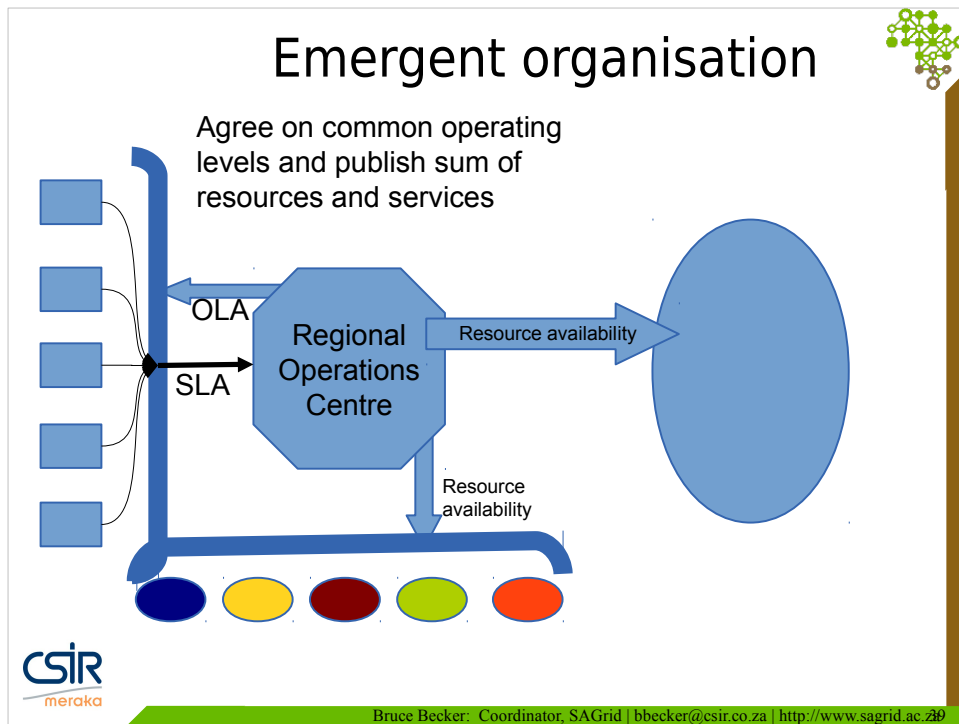 Emergent organisation
Agree on common operating
levels and publish sum of
resources and services
OLA
SLA
Regional
Operations
Centre
Resource availability
Resource
availability
CSIR
meraka
Bruce Becker: Coordinator, SAGrid | bbecker@csir.co.za | http://www.sagrid.ac.za
39